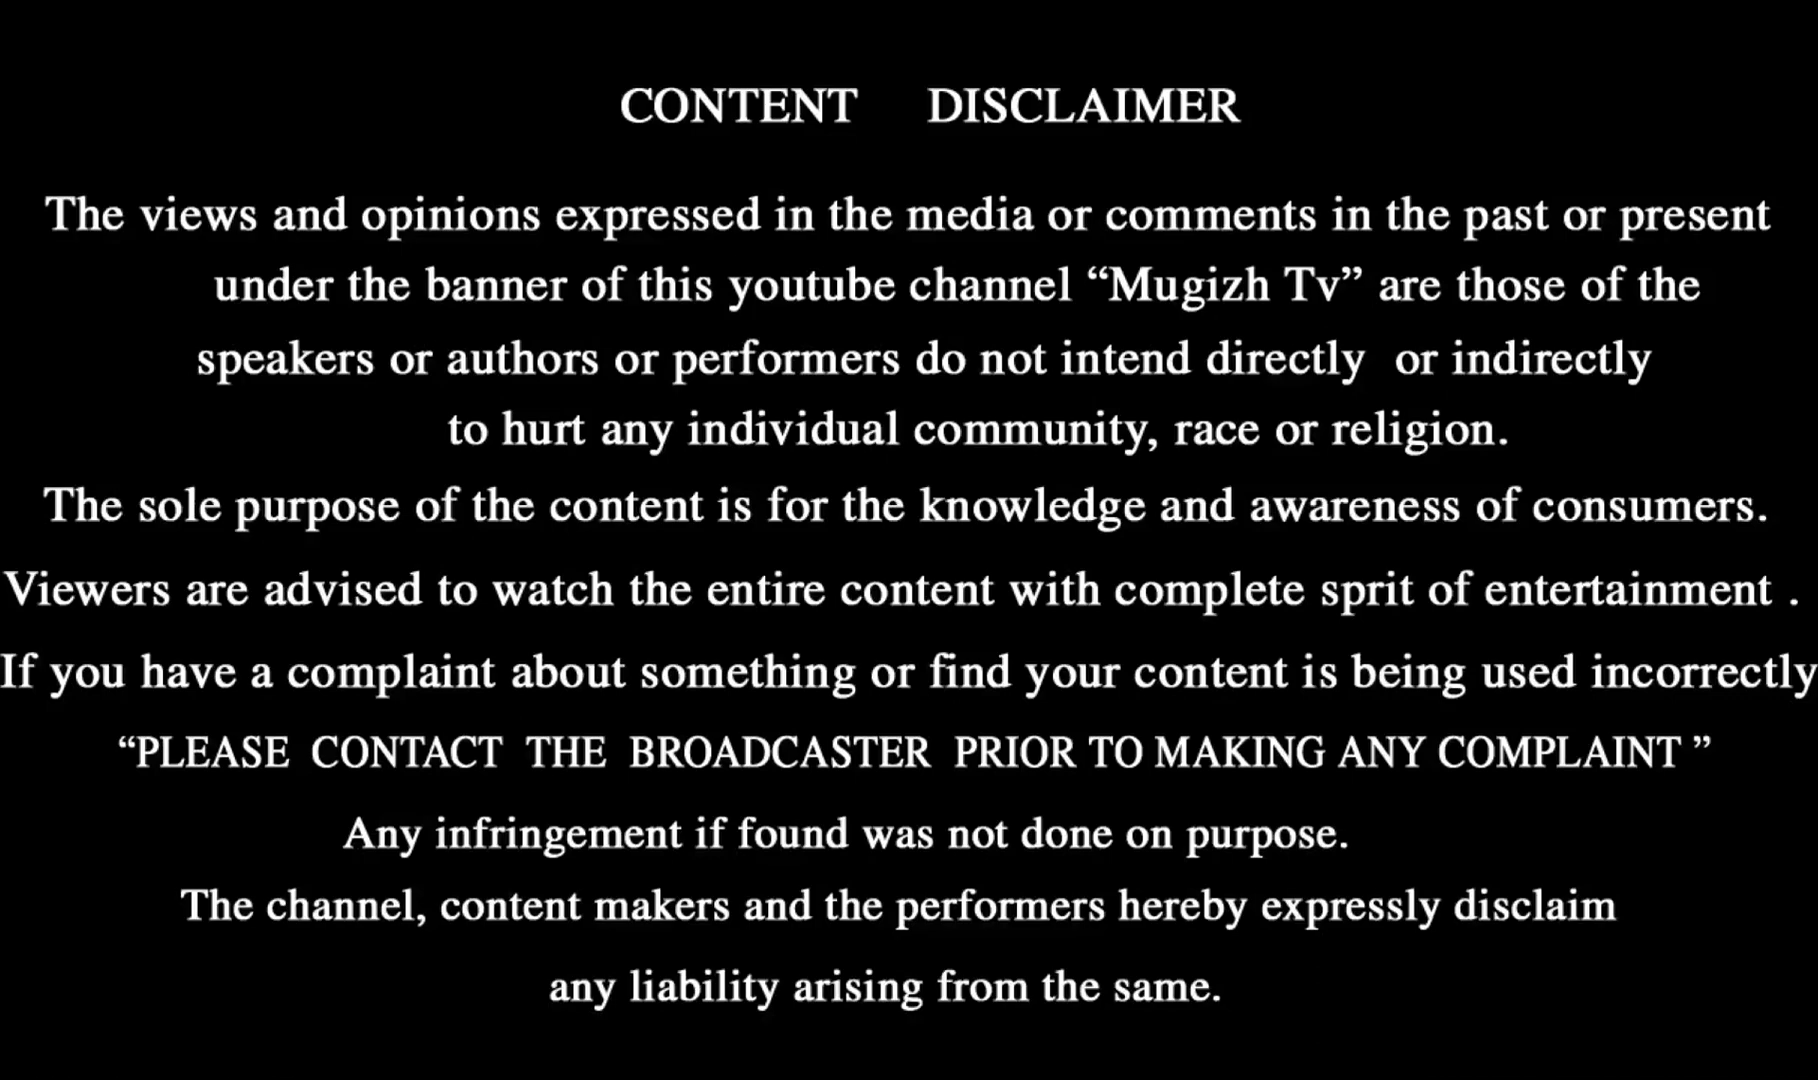 CONTENT DISCLAIMER
The views and opinions expressed in the media or comments in the past or present
under the banner of this youtube channel “Mugizh Tv” are those of the
speakers or authors or performers do not intend directly or indirectly
to hurt any individual community, race or religion.
The sole purpose of the content is for the knowledge and awareness of consumers.
Viewers are advised to watch the entire content with complete sprit of entertainment .
If you have a complaint about something or find your content is being used incorrectly
“PLEASE CONTACT THE BROADCASTER PRIOR TO MAKING ANY COMPLAINT ”
Any infringement if found was not done on purpose.
The channel, content makers and the performers hereby expressly disclaim
any liability arising from the same.